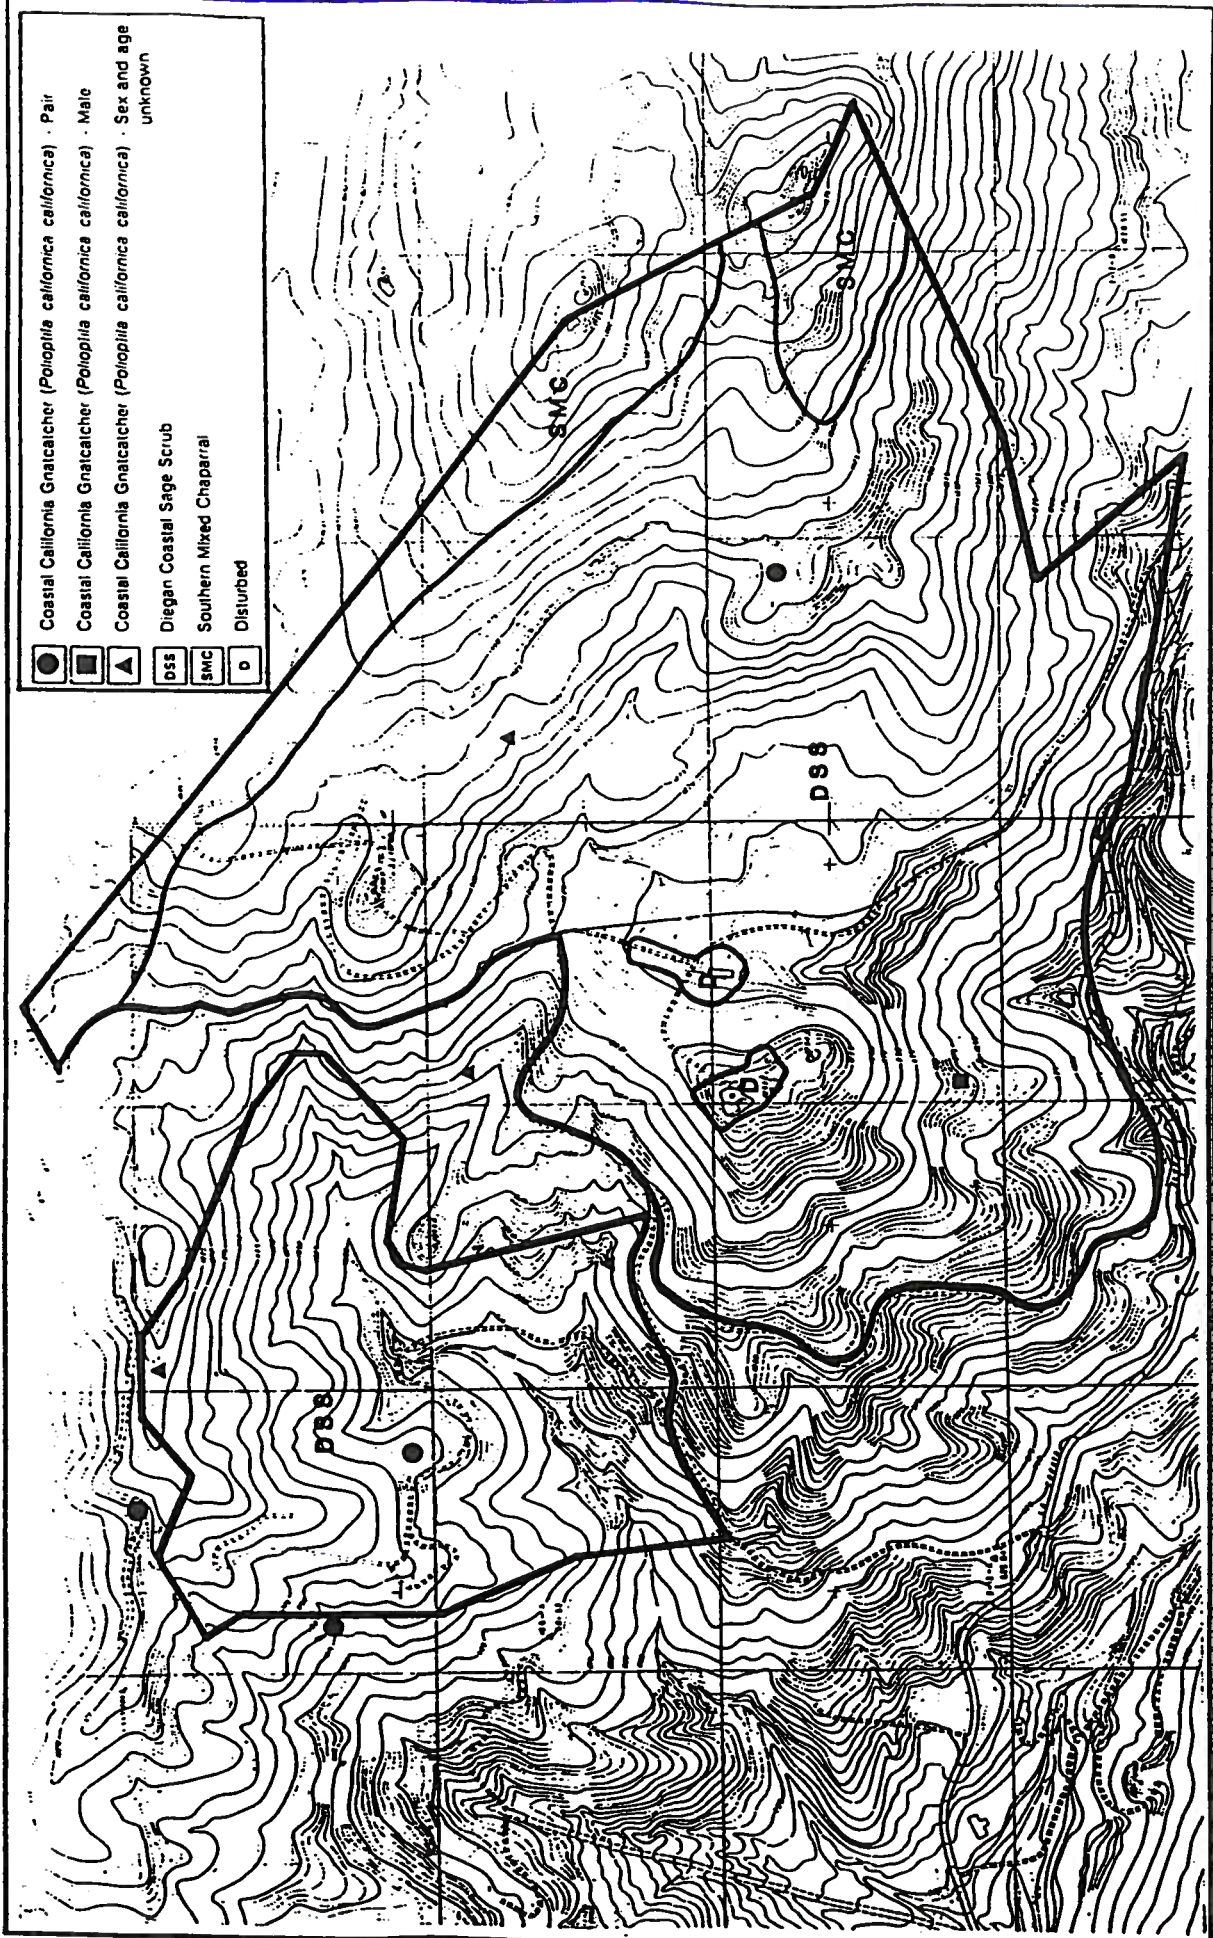 Coastal California Gnatcatcher (Polioptila californica californica) - Pair
Coastal California Gnatcatcher (Polioptila californica californica) - Male
Coastal California Gnatcatcher (Polioptila californica californica) - Sex and age
unknown
DSS Diegan Coastal Sage Scrub
SMC Southern Mixed Chaparral
D Disturbed
SMC
SMC
DSS
D
D
DSS